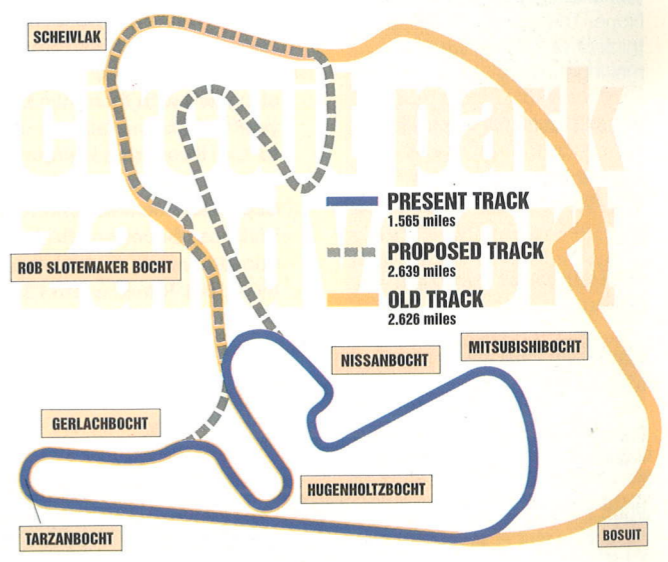 SCHEIVLAK
circuit park
zandvoort
PRESENT TRACK
1.565 miles
PROPOSED TRACK
2.639 miles
OLD TRACK
2.626 miles
ROB SLOTEMAKER BOCHT
NISSANBOCHT
MITSUBISHIBOCHT
GERLACHBOCHT
HUGENHOLTZBOCHT
TARZANBOCHT
BOSUIT